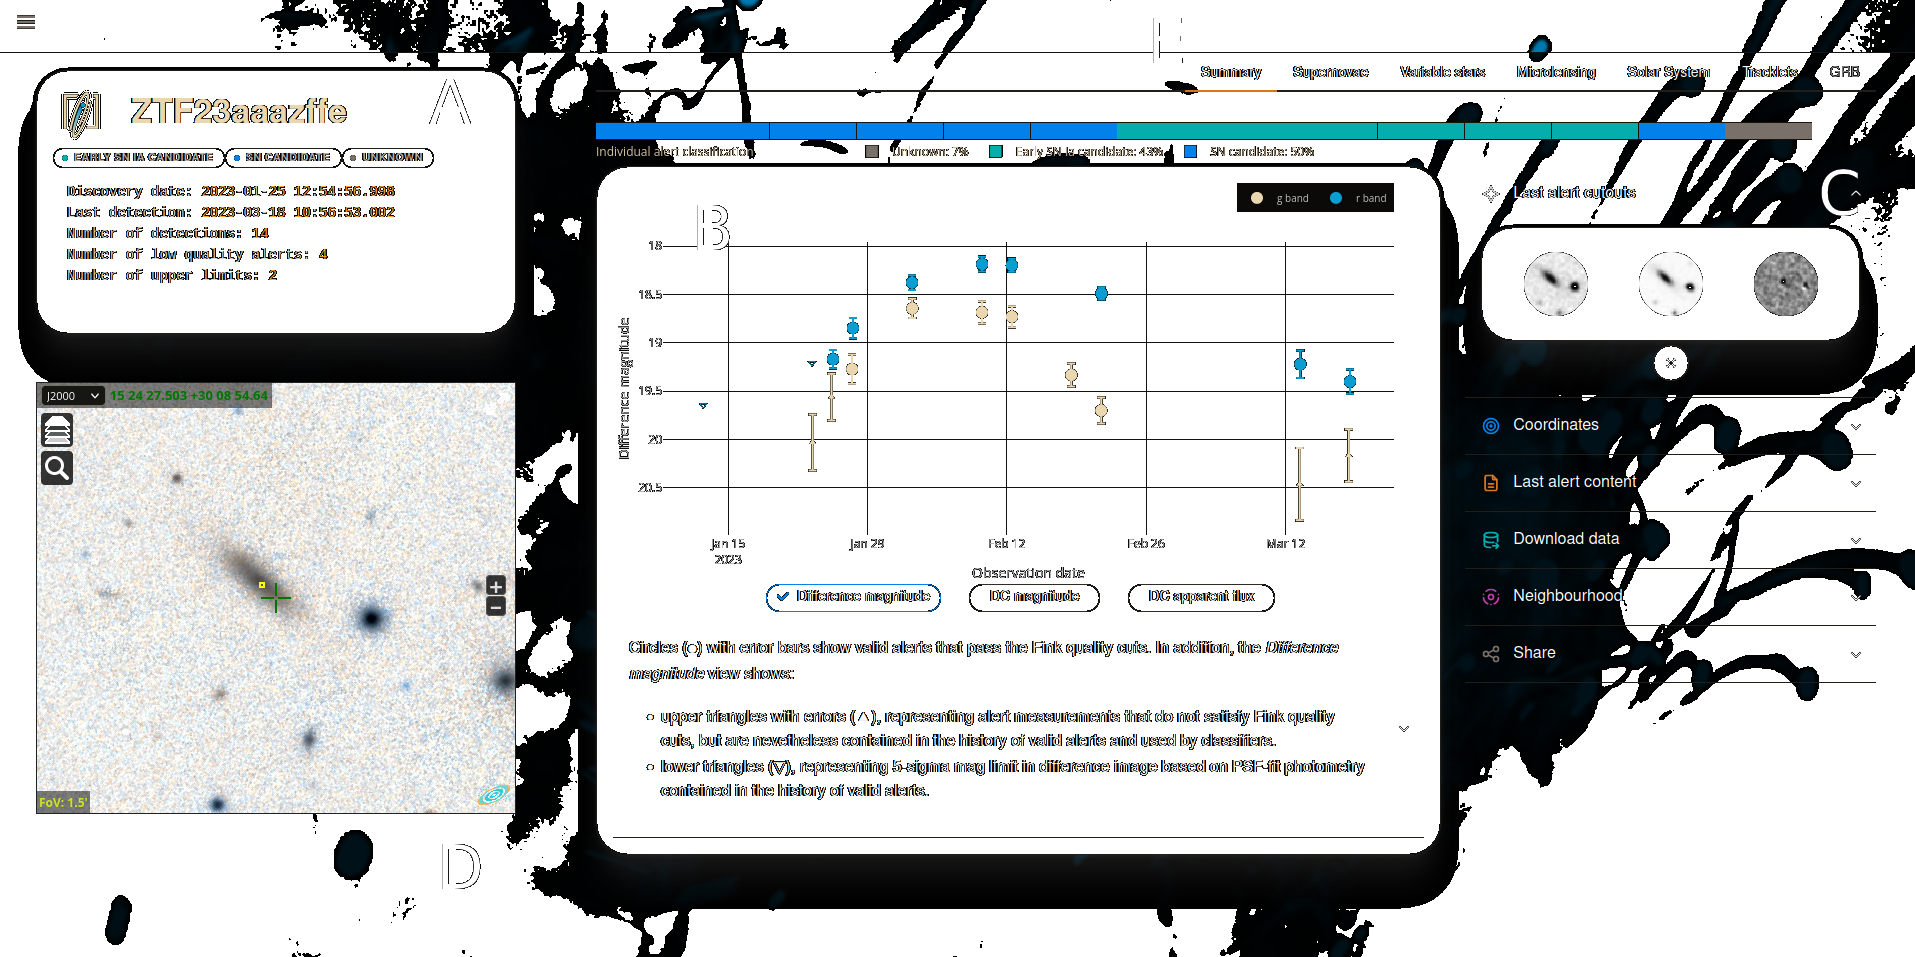 E
Summary Supernovae Variable stars Microlensing Solar System Tracklets GRB
A
ZTF23aaazffe
EARLY SN IA CANDIDATE SN CANDIDATE UNKNOWN
Discovery date: 2023-01-25 12:54:56.998
Last detection: 2023-03-18 10:56:53.002
Number of detections: 14
Number of low quality alerts: 4
Number of upper limits: 2
J2000 15 24 27.503 +30 08 54.64
FoV: 1.5'
D
Individual alert classification
Unknown: 7% Early SN Ia candidate: 43% SN candidate: 50%
B
g band r band
Difference magnitude
18
18.5
19
19.5
20
20.5
Jan 15
2023
Jan 29
Feb 12
Feb 26
Mar 12
Observation date
Difference magnitude DC magnitude DC apparent flux
Circles (○) with error bars show valid alerts that pass the Fink quality cuts. In addition, the Difference
magnitude view shows:
upper triangles with errors (△), representing alert measurements that do not satisfy Fink quality
cuts, but are nevetheless contained in the history of valid alerts and used by classifiers.
lower triangles (▽), representing 5-sigma mag limit in difference image based on PSF-fit photometry
contained in the history of valid alerts.
C
Last alert cutouts
Coordinates
Last alert content
Download data
Neighbourhood
Share